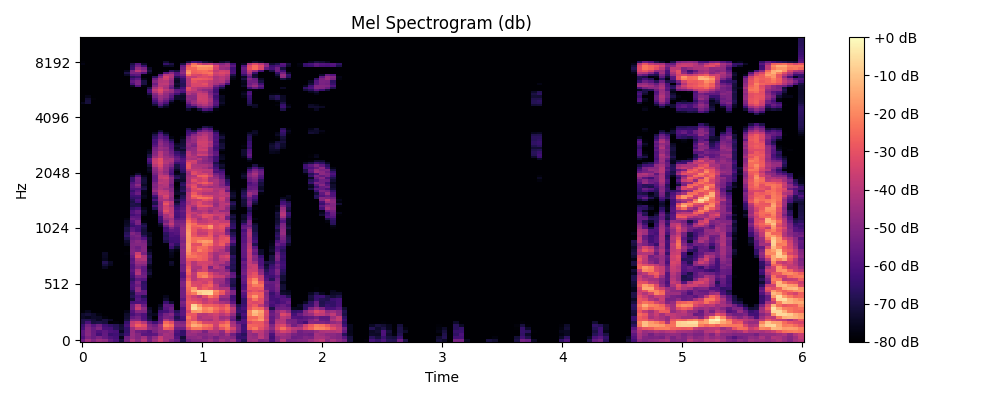 Mel Spectrogram (db)
8192
4096
2048
1024
512
0
Hz
0 1 2 3 4 5 6
Time
+0 dB
-10 dB
-20 dB
-30 dB
-40 dB
-50 dB
-60 dB
-70 dB
-80 dB